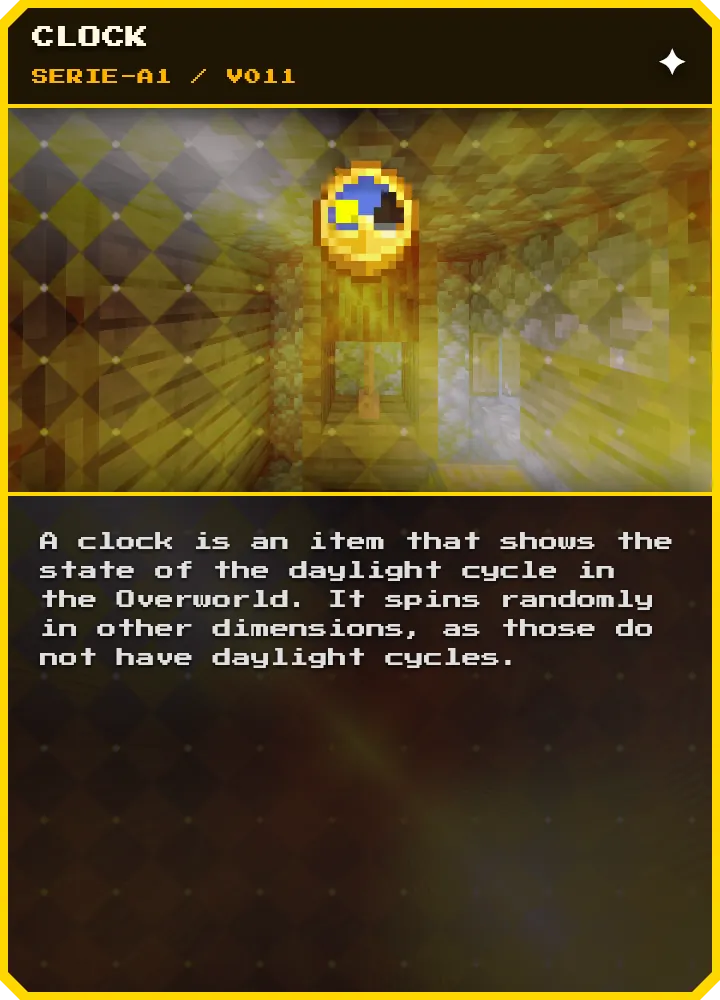 CLOCK
SERIE-A1 / V011
A clock is an item that shows the
state of the daylight cycle in
the Overworld. It spins randomly
in other dimensions, as those do
not have daylight cycles.